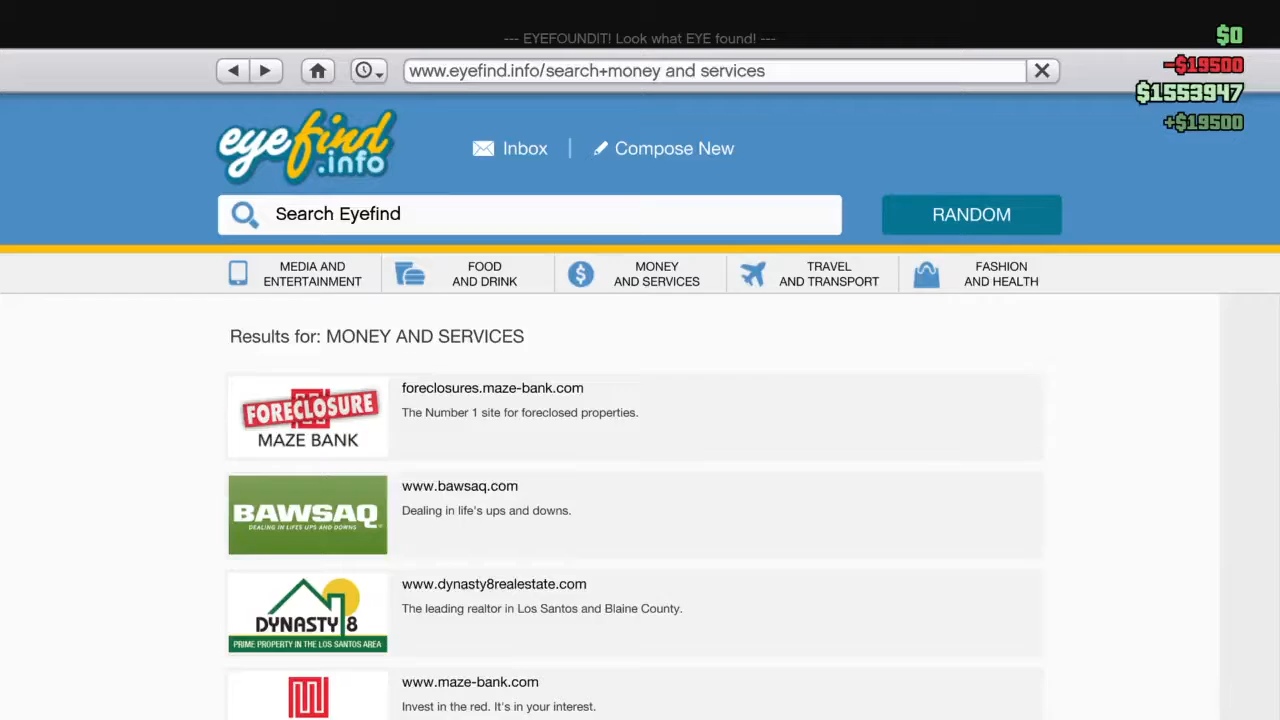 --- EYEFOUNDIT! Look what EYE found! ---
$0
-$19500
$1553947
+$19500
www.eyefind.info/search+money and services
eyefind
.info
Inbox
Compose New
Search Eyefind
RANDOM
MEDIA AND
ENTERTAINMENT
FOOD
AND DRINK
MONEY
AND SERVICES
TRAVEL
AND TRANSPORT
FASHION
AND HEALTH
Results for: MONEY AND SERVICES
FORECLOSURE
MAZE BANK
foreclosures.maze-bank.com
The Number 1 site for foreclosed properties.
BAWSAQ
DEALING IN LIFE'S UPS AND DOWNS
www.bawsaq.com
Dealing in life's ups and downs.
DYNASTY 8
PRIME PROPERTY IN THE LOS SANTOS AREA
www.dynasty8realestate.com
The leading realtor in Los Santos and Blaine County.
www.maze-bank.com
Invest in the red. It's in your interest.